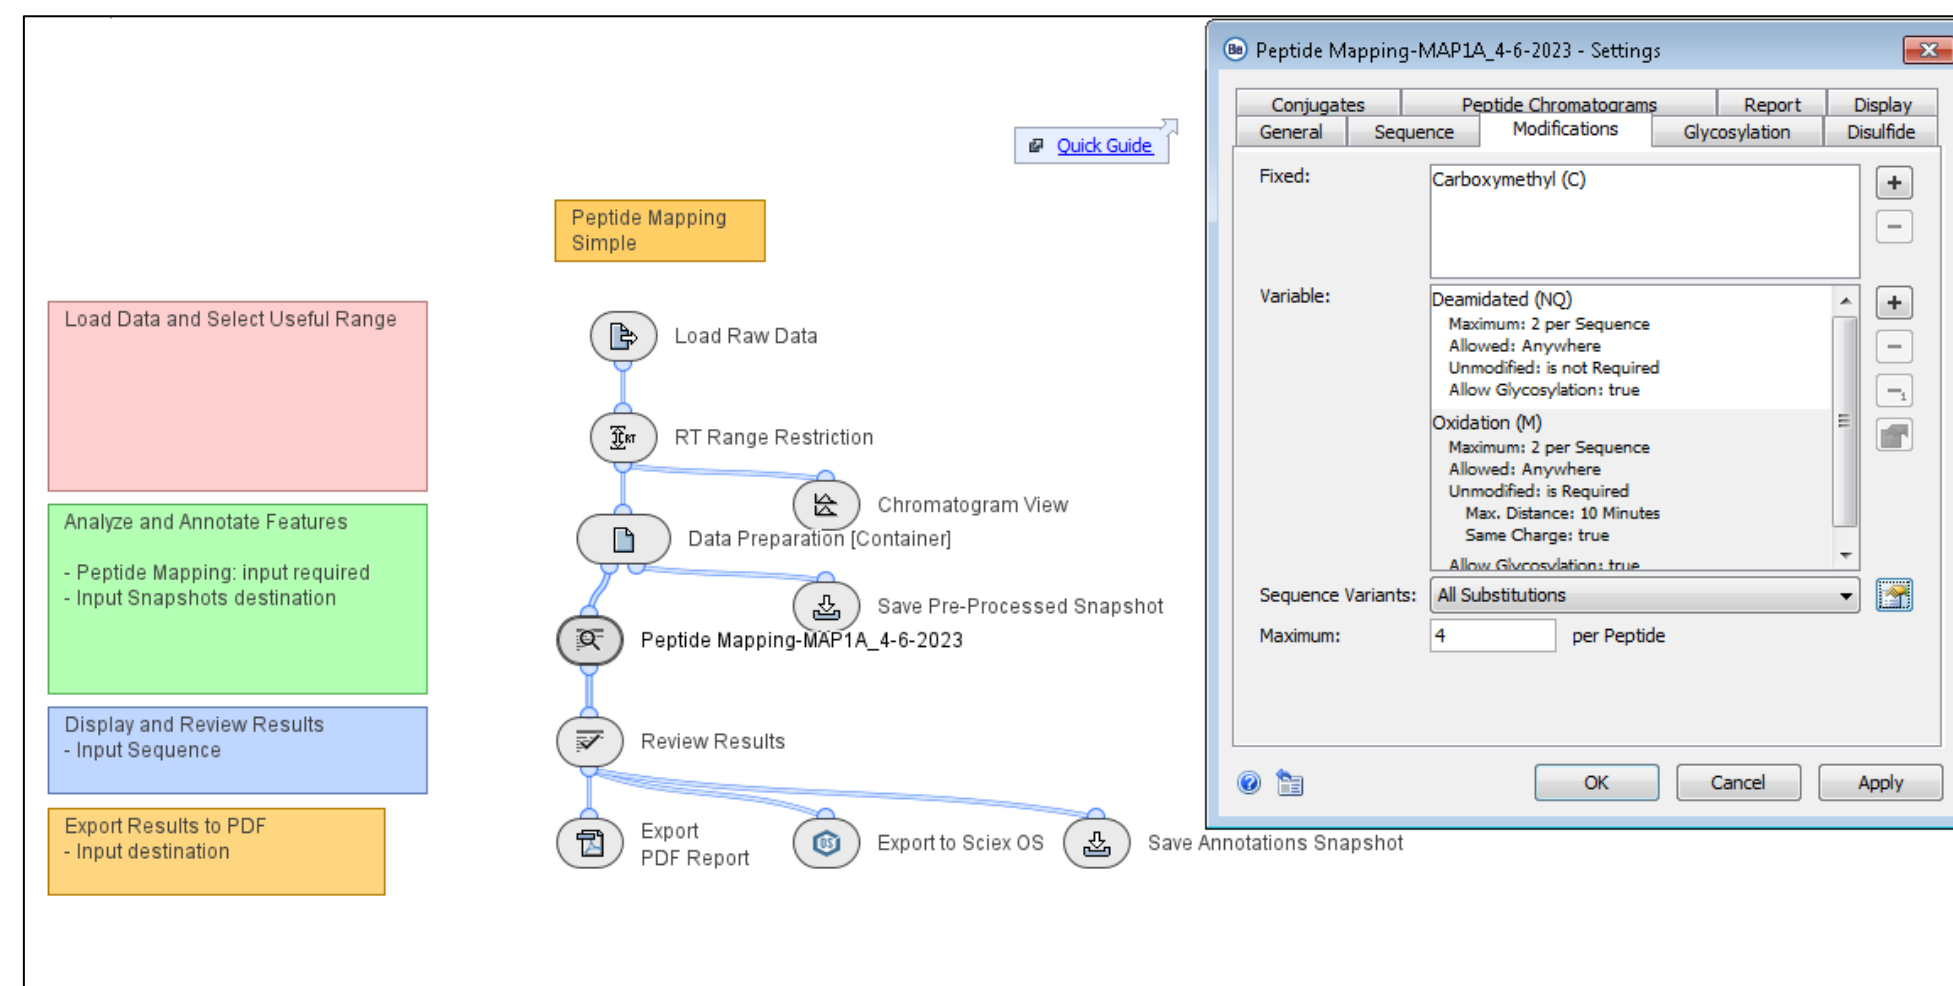 Quick Guide
Peptide Mapping
Simple
Load Data and Select Useful Range
Analyze and Annotate Features
- Peptide Mapping: input required
- Input Snapshots destination
Display and Review Results
- Input Sequence
Export Results to PDF
- Input destination
Load Raw Data
RT
RT Range Restriction
Chromatogram View
Data Preparation [Container]
Save Pre-Processed Snapshot
Peptide Mapping-MAP1A_4-6-2023
Review Results
Export
PDF Report
OS
Export to Sciex OS
Save Annotations Snapshot
Be
Peptide Mapping-MAP1A_4-6-2023 - Settings
Conjugates
Peptide Chromatograms
Report
Display
General
Sequence
Modifications
Glycosylation
Disulfide
Fixed:
Carboxymethyl (C)
Variable:
Deamidated (NQ)
Maximum: 2 per Sequence
Allowed: Anywhere
Unmodified: is not Required
Allow Glycosylation: true
Oxidation (M)
Maximum: 2 per Sequence
Allowed: Anywhere
Unmodified: is Required
Max. Distance: 10 Minutes
Same Charge: true
Allow Glycosylation: true
Sequence Variants:
All Substitutions
Maximum:
4
per Peptide
OK
Cancel
Apply